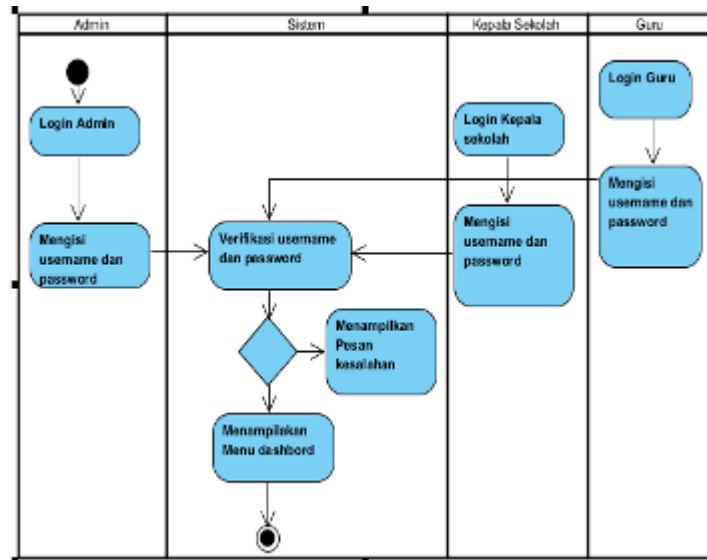 Admin
Sistem
Kepala Sekolah
Guru
Login Admin
Mengisi
username dan
password
Verifikasi username
dan password
Menampilkan
Pesan
kesalahan
Menampilakan
Menu dashbord
Login Kepala
sekolah
Mengisi
username dan
password
Login Guru
Mengisi
username dan
password